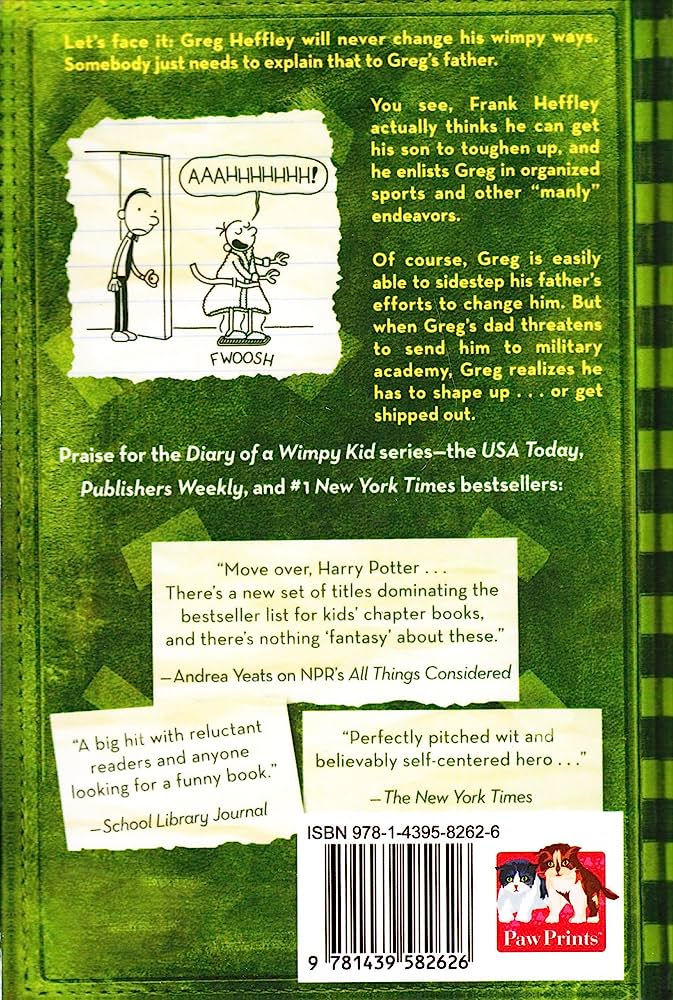 Let's face it: Greg Heffley will never change his wimpy ways.
Somebody just needs to explain that to Greg's father.
You see, Frank Heffley
actually thinks he can get
his son to toughen up, and
he enlists Greg in organized
sports and other "manly"
endeavors.
AAAHHHHHHH!
FWOOSH
Of course, Greg is easily
able to sidestep his father's
efforts to change him. But
when Greg's dad threatens
to send him to military
academy, Greg realizes he
has to shape up . . . or get
shipped out.
Praise for the Diary of a Wimpy Kid series—the USA Today,
Publishers Weekly, and #1 New York Times bestsellers:
"Move over, Harry Potter . . .
There's a new set of titles dominating the
bestseller list for kids' chapter books,
and there's nothing 'fantasy' about these."
—Andrea Yeats on NPR's All Things Considered
"A big hit with reluctant
readers and anyone
looking for a funny book."
—School Library Journal
"Perfectly pitched wit and
believably self-centered hero . . ."
—The New York Times
ISBN 978-1-4395-8262-6
9 781439 582626
Paw Prints™